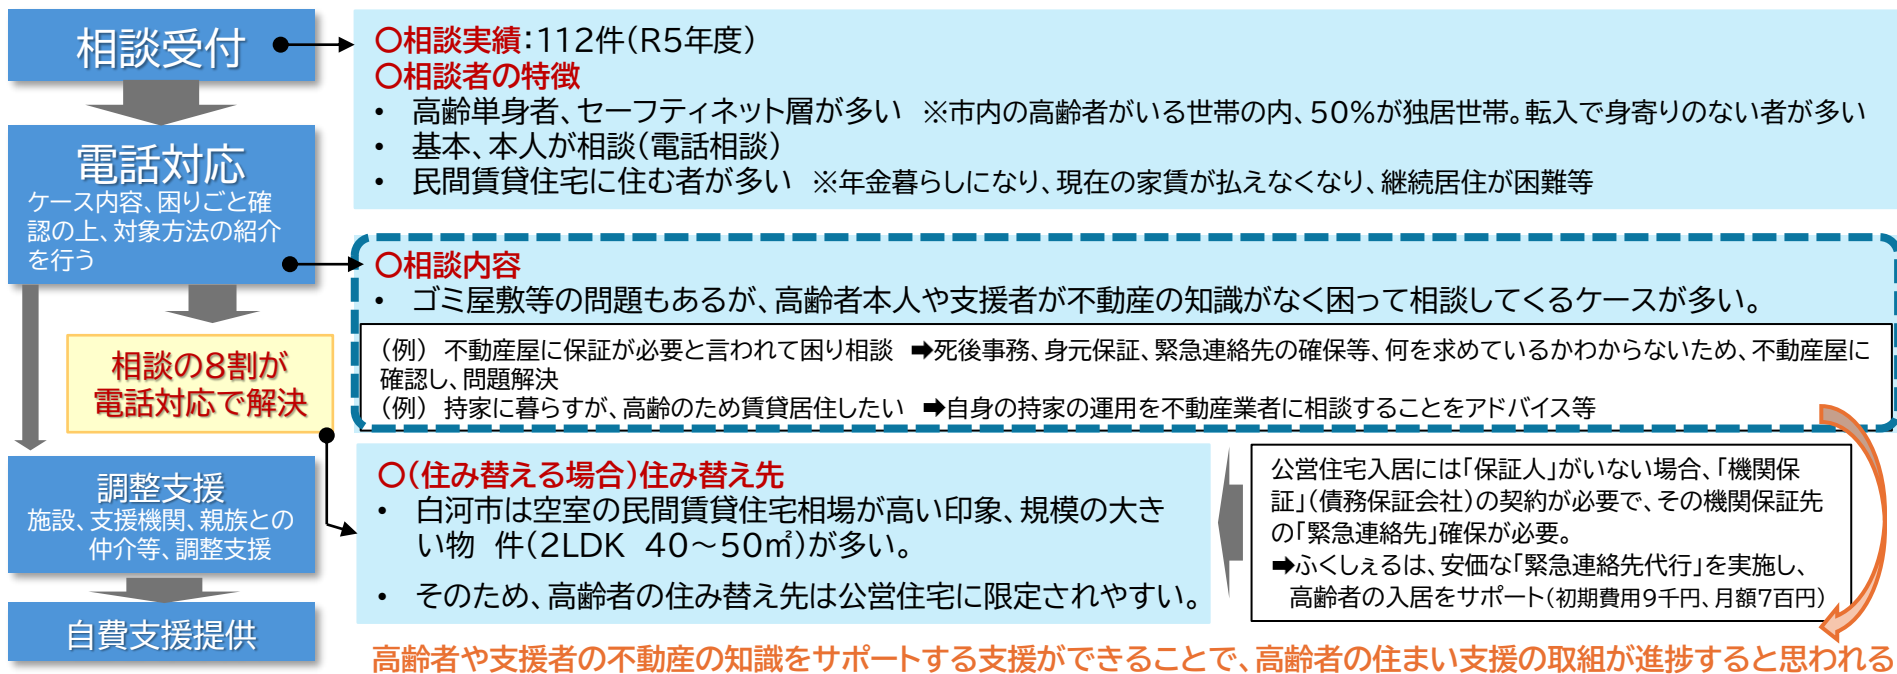 相談受付
電話対応
ケース内容、困りごと確
認の上、対象方法の紹介
を行う
相談の8割が
電話対応で解決
調整支援
施設、支援機関、親族との
仲介等、調整支援
自費支援提供
〇相談実績:112件(R5年度)
〇相談者の特徴
• 高齢単身者、セーフティネット層が多い ※市内の高齢者がいる世帯の内、50%が独居世帯。転入で身寄りのない者が多い
• 基本、本人が相談(電話相談)
• 民間賃貸住宅に住む者が多い ※年金暮らしになり、現在の家賃が払えなくなり、継続居住が困難等
〇相談内容
• ゴミ屋敷等の問題もあるが、高齢者本人や支援者が不動産の知識がなく困って相談してくるケースが多い。
(例) 不動産屋に保証が必要と言われて困り相談 ➡死後事務、身元保証、緊急連絡先の確保等、何を求めているかわからないため、不動産屋に
確認し、問題解決
(例) 持家に暮らすが、高齢のため賃貸居住したい ➡自身の持家の運用を不動産業者に相談することをアドバイス等
〇(住み替える場合)住み替え先
• 白河市は空室の民間賃貸住宅相場が高い印象、規模の大き
い物 件(2LDK 40~50㎡)が多い。
• そのため、高齢者の住み替え先は公営住宅に限定されやすい。
公営住宅入居には「保証人」がいない場合、「機関保
証」(債務保証会社)の契約が必要で、その機関保証先
の「緊急連絡先」確保が必要。
➡ふくしぇるは、安価な「緊急連絡先代行」を実施し、
高齢者の入居をサポート(初期費用9千円、月額7百円)
高齢者や支援者の不動産の知識をサポートする支援ができることで、高齢者の住まい支援の取組が進捗すると思われる